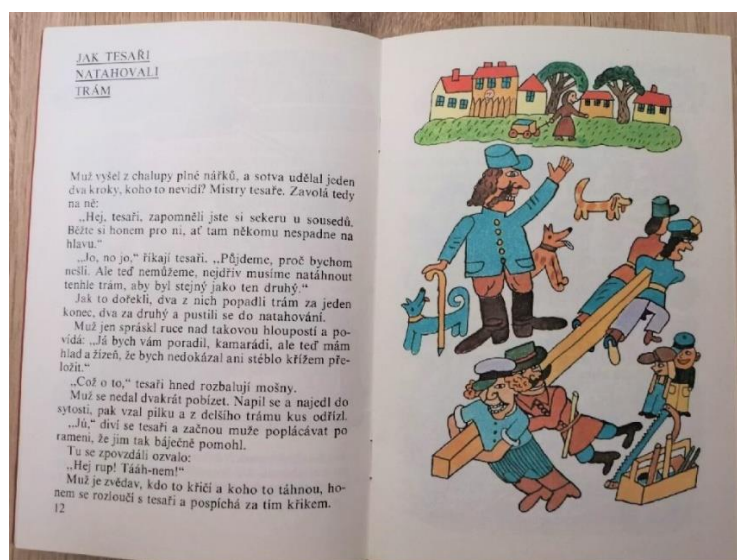 JAK TESAŘI
NATAHOVALI
TRÁM
Muž vyšel z chalupy plné nářků, a sotva udělal jeden
dva kroky, koho to nevidí? Mistry tesaře. Zavolá tedy
na ně:
„Hej, tesaři, zapomněli jste si sekeru u sousedů.
Běžte si honem pro ni, ať tam někomu nespadne na
hlavu.“
„Jo, no jo,“ říkají tesaři. „Půjdeme, proč bychom
nešli. Ale teď nemůžeme, nejdřív musíme natáhnout
tenhle trám, aby byl stejný jako ten druhý.“
Jak to dořekli, dva z nich popadli trám za jeden
konec, dva za druhý a pustili se do natahování.
Muž jen spráskl ruce nad takovou hloupostí a po-
vídá: „Já bych vám poradil, kamarádi, ale teď mám
hlad a žízeň, že bych nedokázal ani stéblo křížem pře-
ložit.“
„Což o to,“ tesaři hned rozbalují mošny.
Muž se nedal dvakrát pobízet. Napil se a najedl do
sytosti, pak vzal pilku a z delšího trámu kus odřízl.
„Jú,“ diví se tesaři a začnou muže poplácávat po
rameni, že jim tak báječně pomohl.
Tu se zpovzdálí ozvalo:
„Hej rup! Tááh-nem!“
Muž je zvědav, kdo to křičí a koho to táhnou, ho-
nem se rozloučí s tesaři a pospíchá za tím křikem.
12